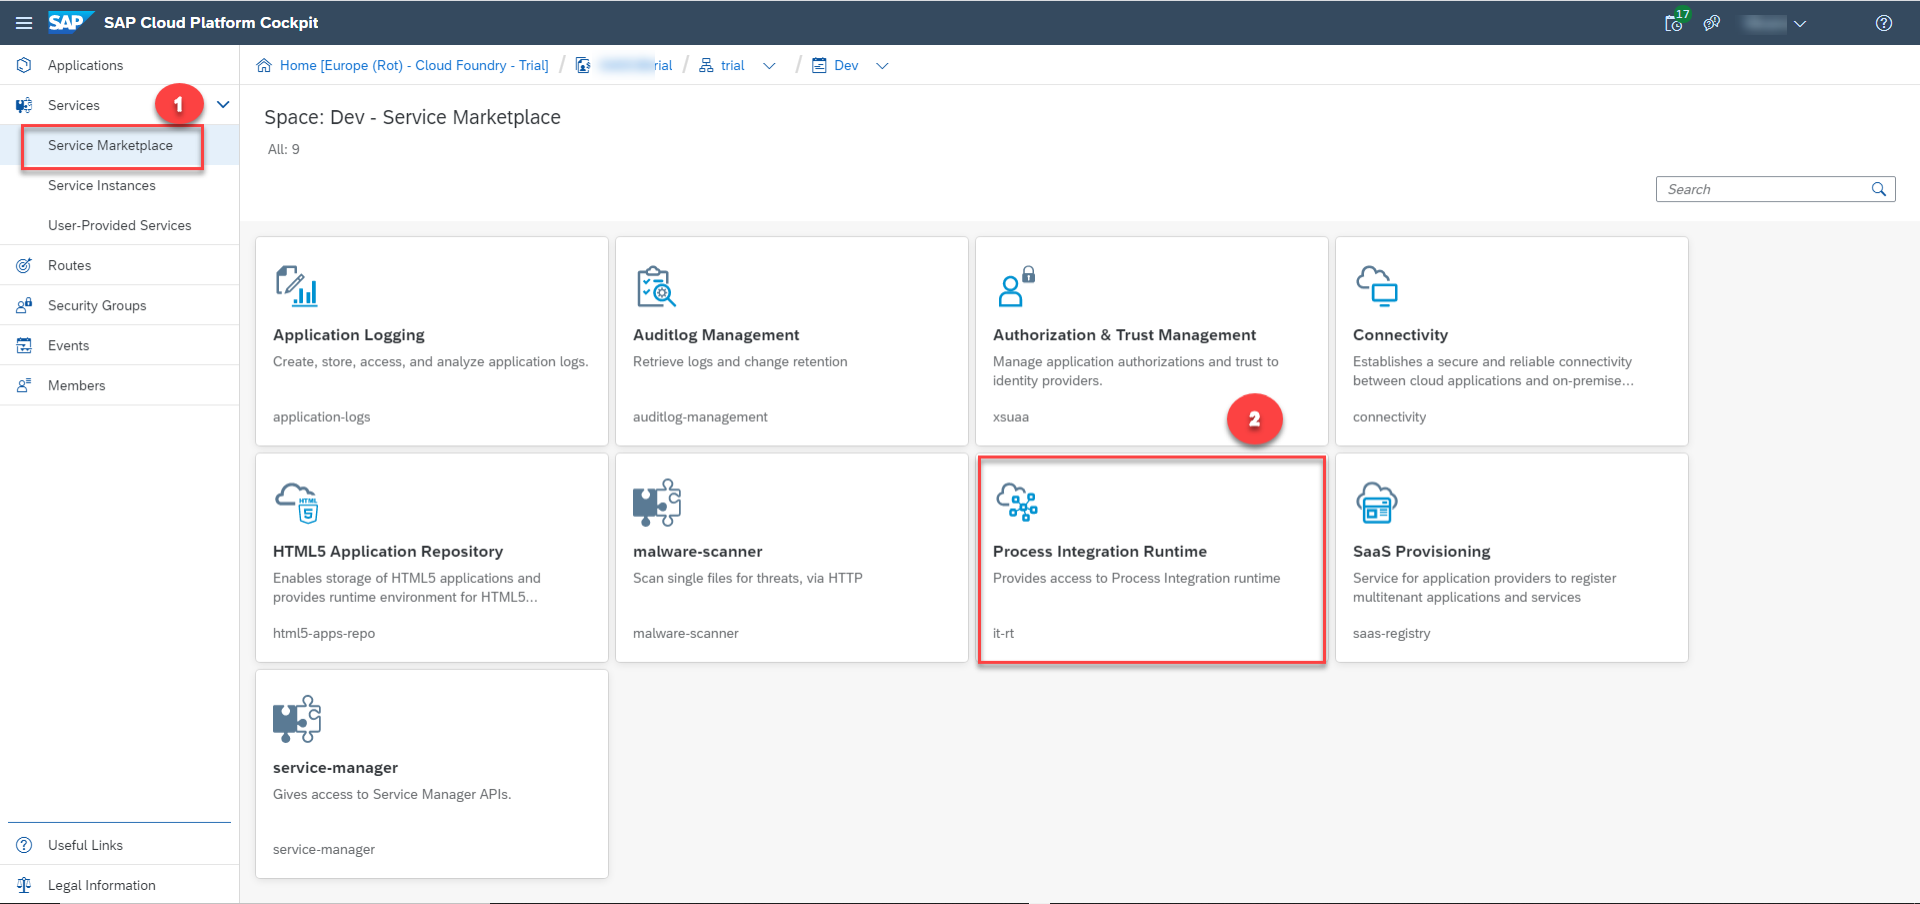 SAP SAP Cloud Platform Cockpit
17
Applications
Services
1
Service Marketplace
Service Instances
User-Provided Services
Routes
Security Groups
Events
Members
Useful Links
Legal Information
Home [Europe (Rot) - Cloud Foundry - Trial] / rial / trial / Dev
Space: Dev - Service Marketplace
All: 9
Search
Application Logging
Create, store, access, and analyze application logs.
application-logs
Auditlog Management
Retrieve logs and change retention
auditlog-management
Authorization & Trust Management
Manage application authorizations and trust to
identity providers.
xsuaa
2
Connectivity
Establishes a secure and reliable connectivity
between cloud applications and on-premise...
connectivity
HTML
5
HTML5 Application Repository
Enables storage of HTML5 applications and
provides runtime environment for HTML5...
html5-apps-repo
malware-scanner
Scan single files for threats, via HTTP
malware-scanner
Process Integration Runtime
Provides access to Process Integration runtime
it-rt
SaaS Provisioning
Service for application providers to register
multitenant applications and services
saas-registry
service-manager
Gives access to Service Manager APIs.
service-manager